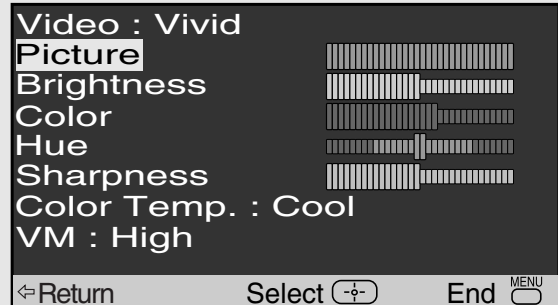 Video : Vivid
Picture
Brightness
Color
Hue
Sharpness
Color Temp. : Cool
VM : High
Return Select End MENU